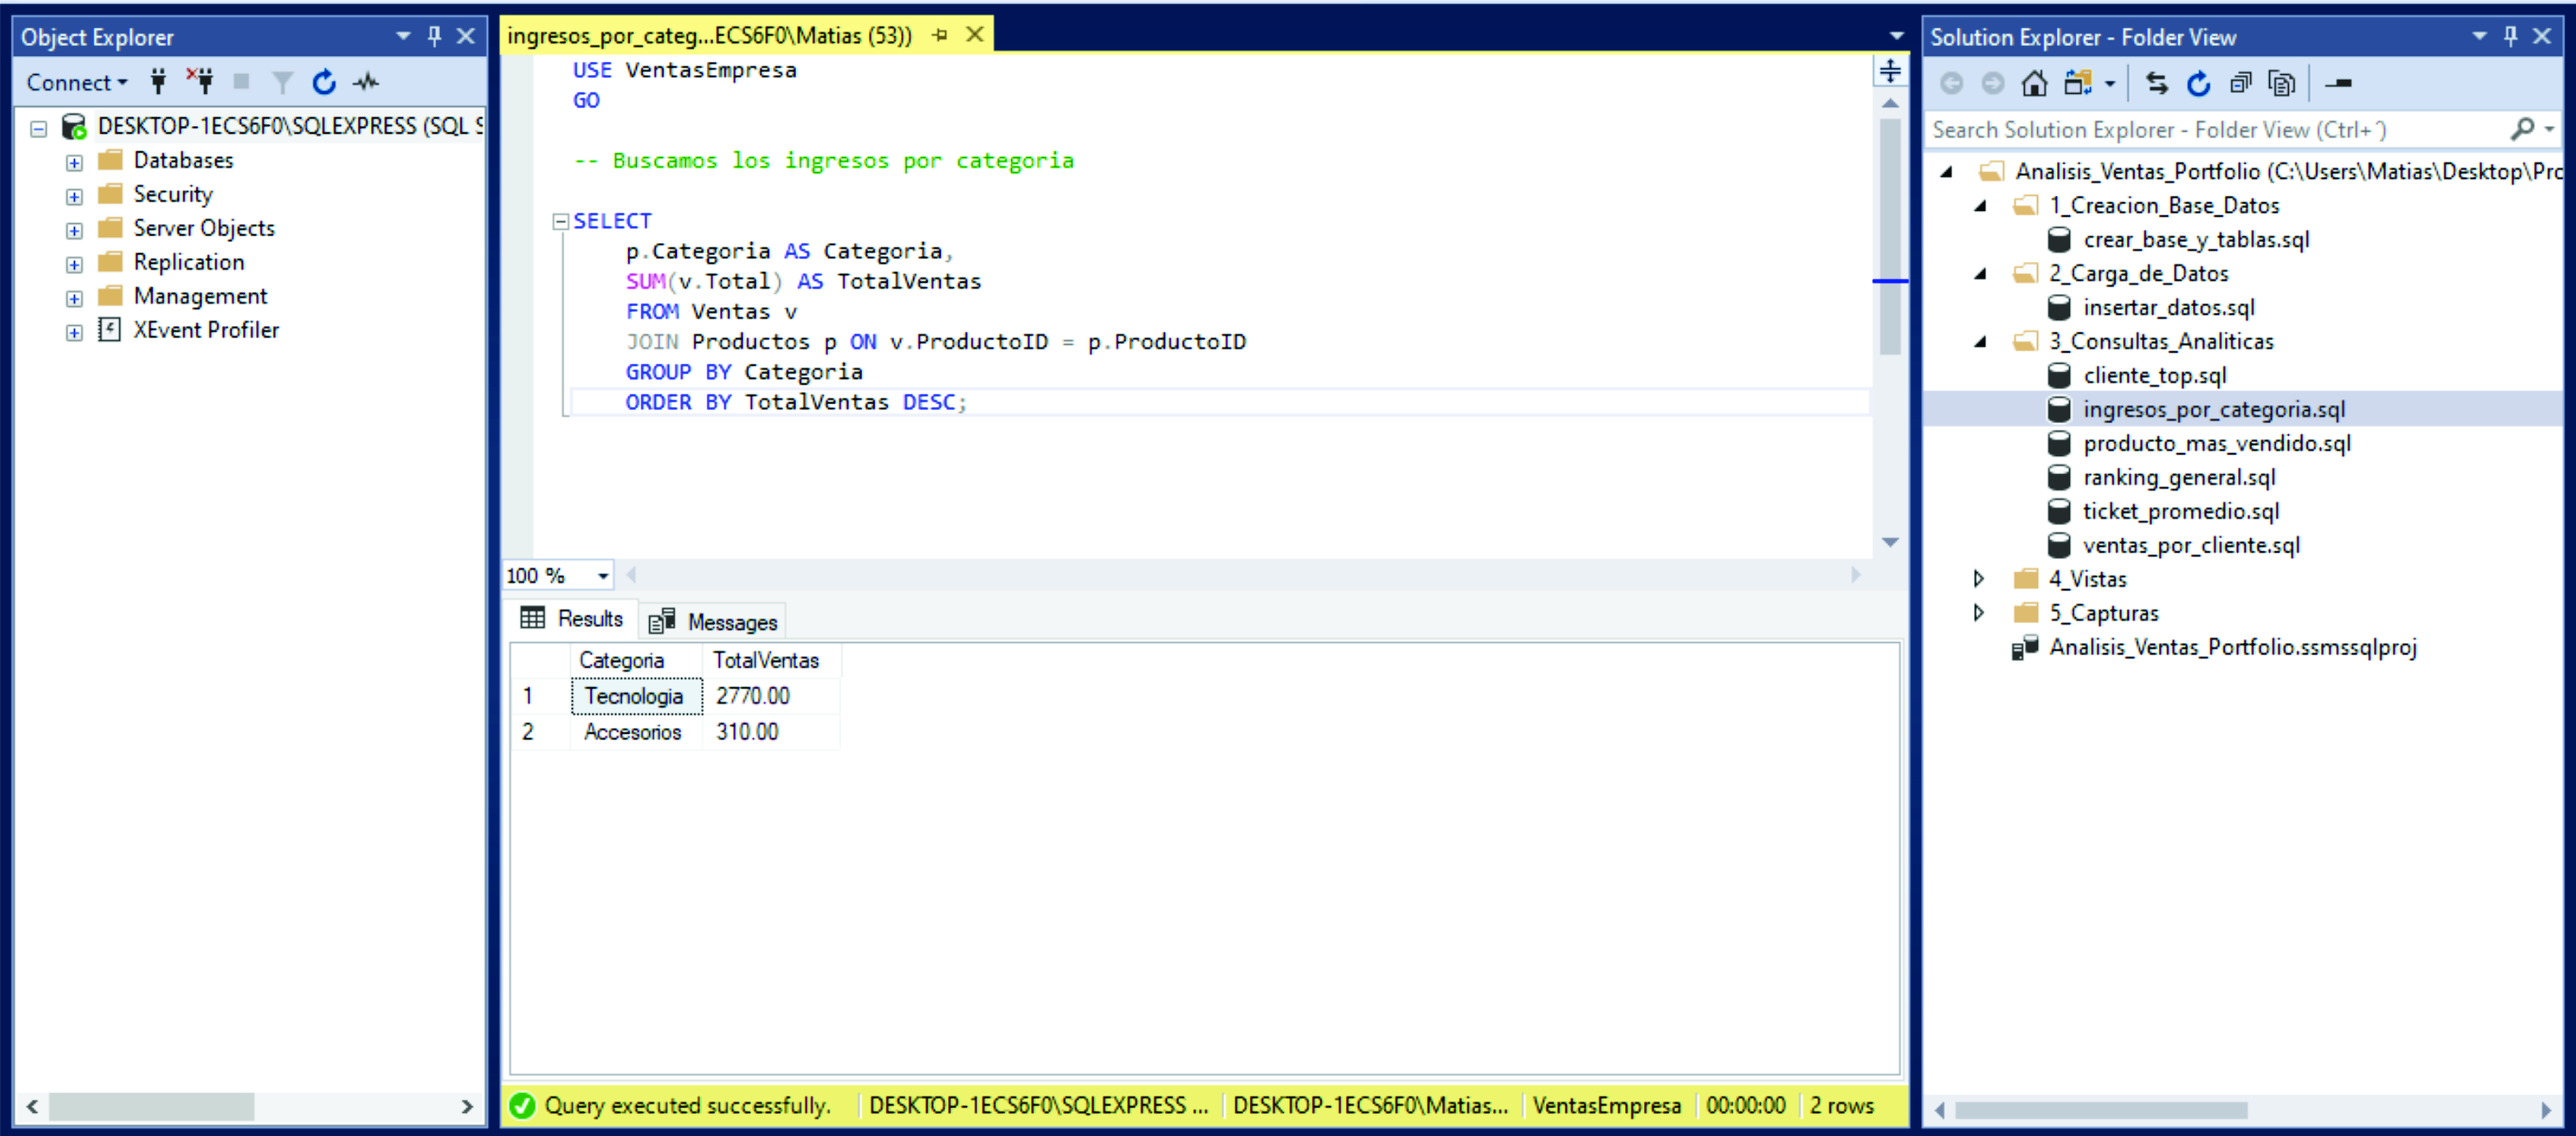 Object Explorer
Connect
DESKTOP-1ECS6F0\SQLEXPRESS (SQL S
Databases
Security
Server Objects
Replication
Management
XEvent Profiler
ingresos_por_categ...ECS6F0\Matias (53))
USE VentasEmpresa
GO
-- Buscamos los ingresos por categoria
SELECT
p.Categoria AS Categoria,
SUM(v.Total) AS TotalVentas
FROM Ventas v
JOIN Productos p ON v.ProductoID = p.ProductoID
GROUP BY Categoria
ORDER BY TotalVentas DESC;
100 %
Results Messages
Categoria TotalVentas
1 Tecnologia 2770.00
2 Accesorios 310.00
Query executed successfully. DESKTOP-1ECS6F0\SQLEXPRESS ... DESKTOP-1ECS6F0\Matias... VentasEmpresa 00:00:00 2 rows
Solution Explorer - Folder View
Search Solution Explorer - Folder View (Ctrl+´)
Analisis_Ventas_Portfolio (C:\Users\Matias\Desktop\Prc
1_Creacion_Base_Datos
crear_base_y_tablas.sql
2_Carga_de_Datos
insertar_datos.sql
3_Consultas_Analiticas
cliente_top.sql
ingresos_por_categoria.sql
producto_mas_vendido.sql
ranking_general.sql
ticket_promedio.sql
ventas_por_cliente.sql
4_Vistas
5_Capturas
Analisis_Ventas_Portfolio.ssmssqlproj